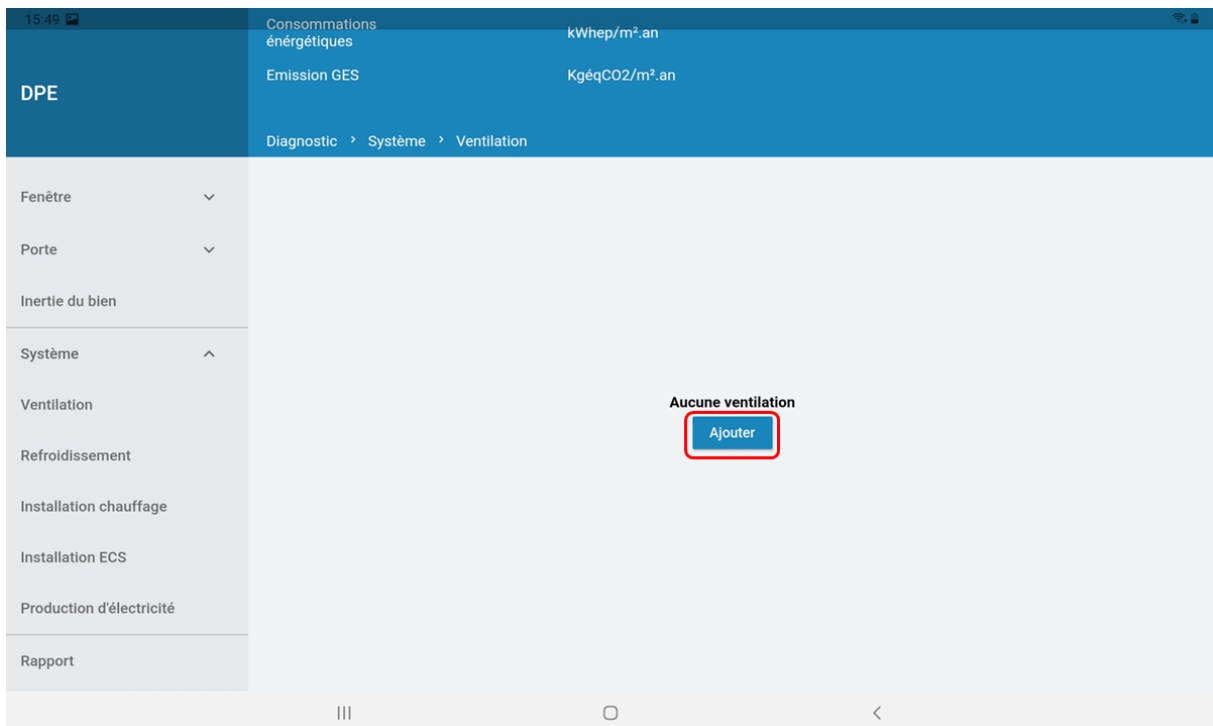 15:49
Consommations
énérgétiques
kWhep/m².an
Emission GES
KgéqCO2/m².an
DPE
Diagnostic > Système > Ventilation
Fenêtre
Porte
Inertie du bien
Système
Ventilation
Refroidissement
Installation chauffage
Installation ECS
Production d'électricité
Rapport
Aucune ventilation
Ajouter